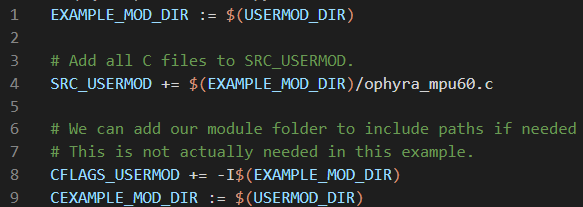 1 EXAMPLE_MOD_DIR := $(USERMOD_DIR)
2
3 # Add all C files to SRC_USERMOD.
4 SRC_USERMOD += $(EXAMPLE_MOD_DIR)/ophyra_mpu60.c
5
6 # We can add our module folder to include paths if needed
7 # This is not actually needed in this example.
8 CFLAGS_USERMOD += -I$(EXAMPLE_MOD_DIR)
9 CEXAMPLE_MOD_DIR := $(USERMOD_DIR)